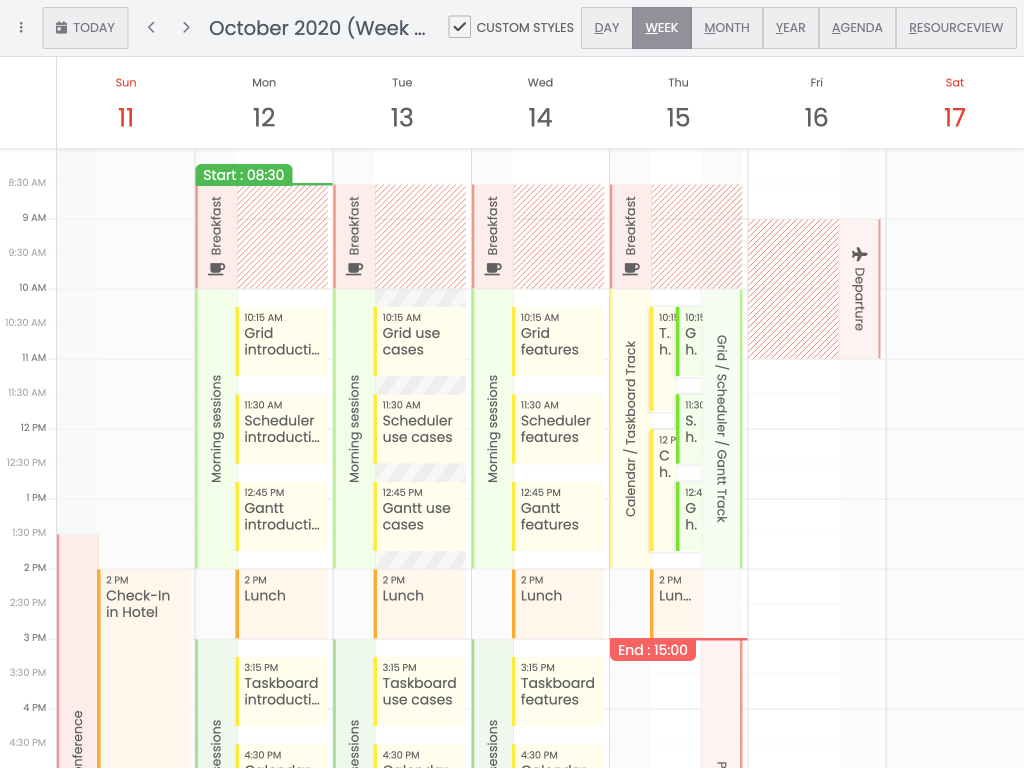 TODAY
October 2020 (Week ...
CUSTOM STYLES
DAY
WEEK
MONTH
YEAR
AGENDA
RESOURCEVIEW
Sun
11
Mon
12
Tue
13
Wed
14
Thu
15
Fri
16
Sat
17
8:30 AM
9 AM
9:30 AM
10 AM
10:30 AM
11 AM
11:30 AM
12 PM
12:30 PM
1 PM
1:30 PM
2 PM
2:30 PM
3 PM
3:30 PM
4 PM
4:30 PM
2 PM
Check-In
in Hotel
Start : 08:30
Breakfast
Morning sessions
10:15 AM
Grid
introducti...
11:30 AM
Scheduler
introducti...
12:45 PM
Gantt
introducti...
2 PM
Lunch
3:15 PM
Taskboard
introducti...
4:30 PM
Breakfast
Morning sessions
10:15 AM
Grid use
cases
11:30 AM
Scheduler
use cases
12:45 PM
Gantt use
cases
2 PM
Lunch
3:15 PM
Taskboard
use cases
4:30 PM
Breakfast
Morning sessions
10:15 AM
Grid
features
11:30 AM
Scheduler
features
12:45 PM
Gantt
features
2 PM
Lunch
3:15 PM
Taskboard
features
4:30 PM
Breakfast
Calendar / Taskboard Track
10:15
T..
h.
12 P
C
h.
10:15
G
h.
11:30
S.
h.
12:4
G
h.
Grid / Scheduler / Gantt Track
2 PM
Lun...
End : 15:00
Departure